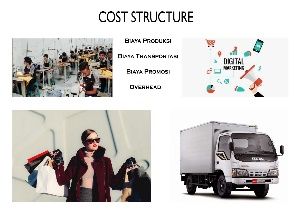 COST STRUCTURE
Biaya Produksi
Biaya Transportasi
Biaya Promosi
Overhead
DIGITAL
MARKETING